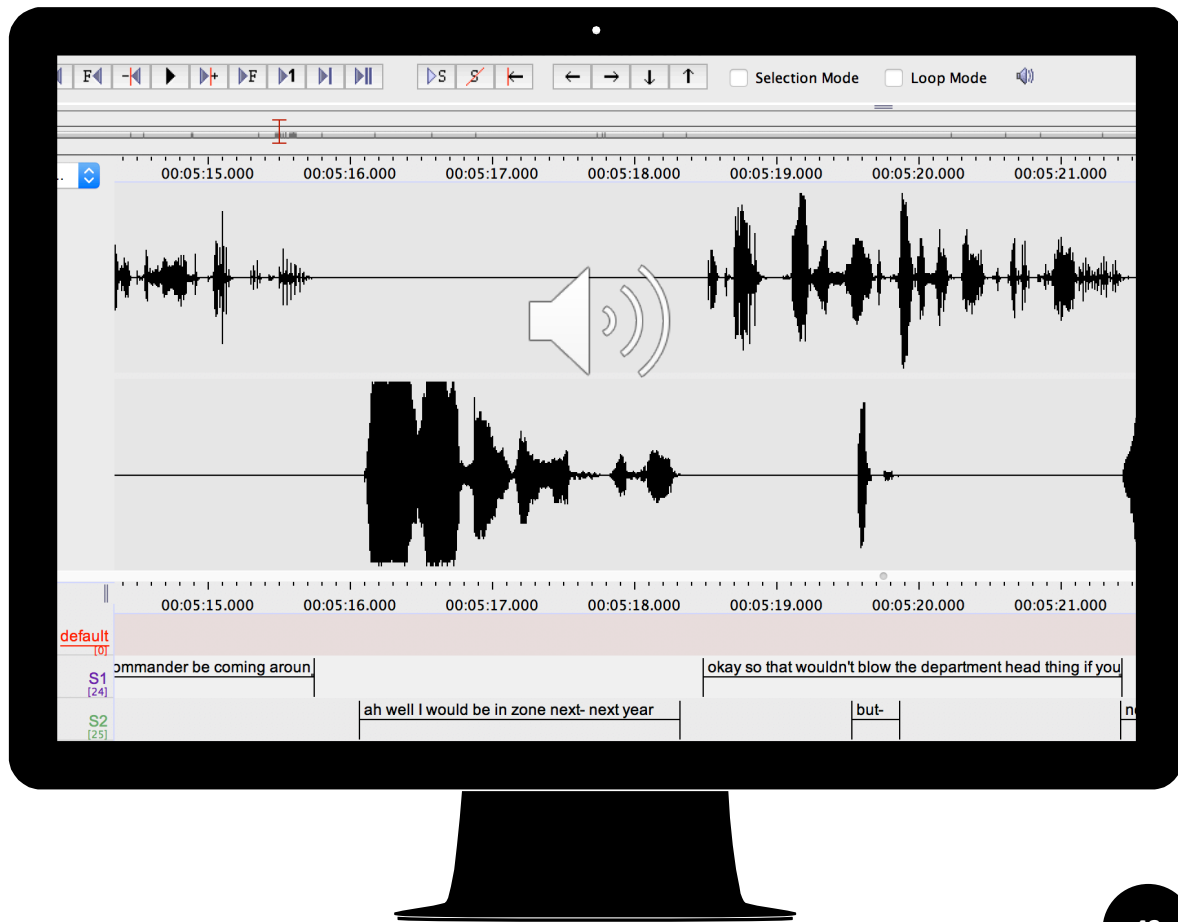 F F 1 S S Selection Mode Loop Mode
00:05:15.000 00:05:16.000 00:05:17.000 00:05:18.000 00:05:19.000 00:05:20.000 00:05:21.000
00:05:15.000 00:05:16.000 00:05:17.000 00:05:18.000 00:05:19.000 00:05:20.000 00:05:21.000
default
[0]
S1 ommander be coming aroun okay so that wouldn't blow the department head thing if you
[24]
S2 ah well I would be in zone next- next year but-
[25]